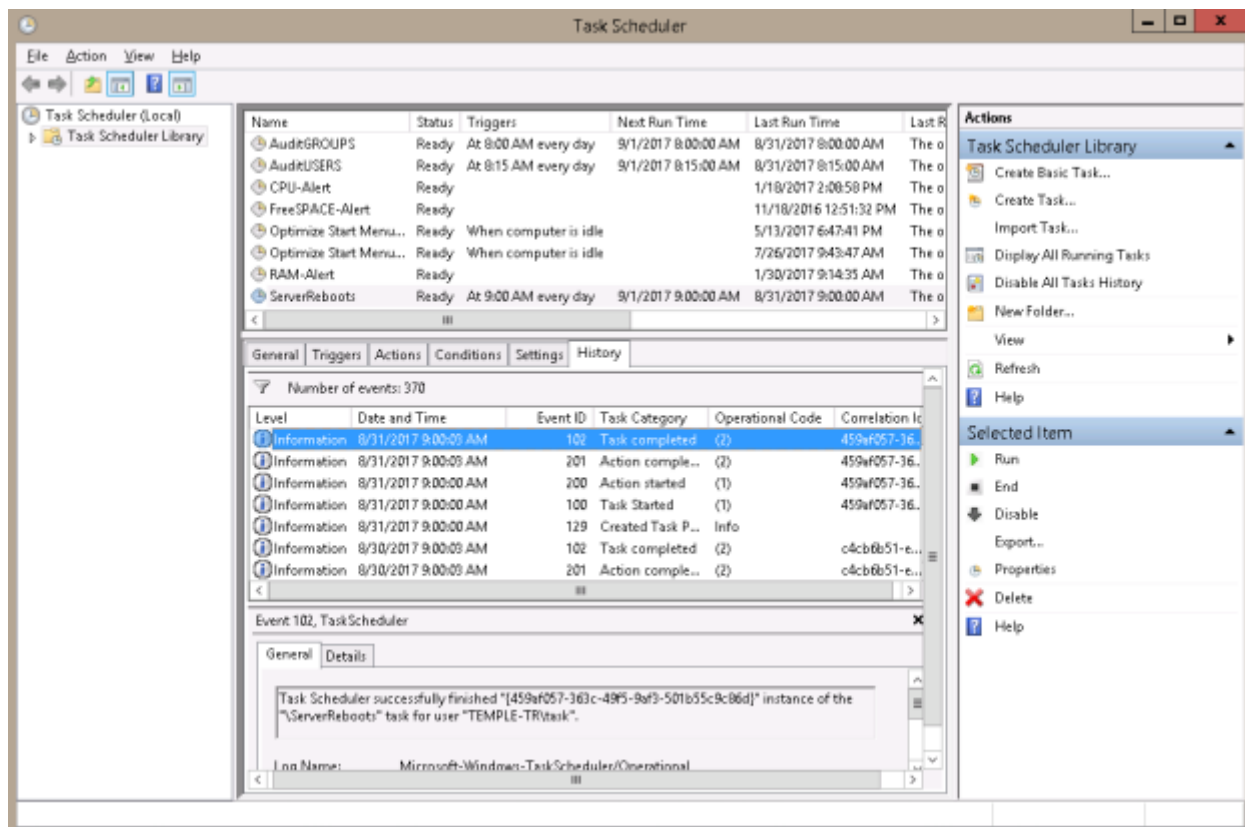 Task Scheduler
File Action View Help
Task Scheduler (Local)
Task Scheduler Library
Name Status Triggers Next Run Time Last Run Time Last R
AuditGROUPS Ready At 8:00 AM every day 9/1/2017 8:00:00 AM 8/31/2017 8:00:00 AM The o
AuditUSERS Ready At 8:15 AM every day 9/1/2017 8:15:00 AM 8/31/2017 8:15:00 AM The o
CPU-Alert Ready 1/18/2017 2:08:58 PM The o
FreeSPACE-Alert Ready 11/18/2016 12:51:32 PM The o
Optimize Start Menu... Ready When computer is idle 5/13/2017 6:47:41 PM The o
Optimize Start Menu... Ready When computer is idle 7/26/2017 9:43:47 AM The o
RAM-Alert Ready 1/30/2017 9:14:35 AM The o
ServerReboots Ready At 9:00 AM every day 9/1/2017 9:00:00 AM 8/31/2017 9:00:00 AM The o
General Triggers Actions Conditions Settings History
Number of events: 370
Level Date and Time Event ID Task Category Operational Code Correlation Id
Information 8/31/2017 9:00:03 AM 102 Task completed (2) 459af057-36...
Information 8/31/2017 9:00:03 AM 201 Action comple... (2) 459af057-36...
Information 8/31/2017 9:00:00 AM 200 Action started (1) 459af057-36...
Information 8/31/2017 9:00:00 AM 100 Task Started (1) 459af057-36...
Information 8/31/2017 9:00:00 AM 129 Created Task P... Info
Information 8/30/2017 9:00:03 AM 102 Task completed (2) c4cb6b51-e...
Information 8/30/2017 9:00:03 AM 201 Action comple... (2) c4cb6b51-e...
Event 102, TaskScheduler
General Details
Task Scheduler successfully finished "{459af057-363c-49f5-9af3-501b55c9c86d}" instance of the
"\ServerReboots" task for user "TEMPLE-TR\task".
Log Name: Microsoft-Windows-TaskScheduler/Operational
Actions
Task Scheduler Library
Create Basic Task...
Create Task...
Import Task...
Display All Running Tasks
Disable All Tasks History
New Folder...
View
Refresh
Help
Selected Item
Run
End
Disable
Export...
Properties
Delete
Help